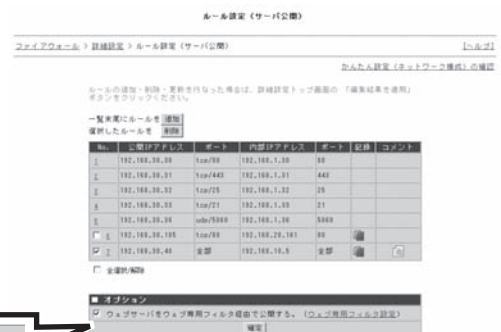 ルール設定(サーバ公開)
ファイアウォール > 詳細設定 > ルール設定(サーバ公開) [ヘルプ]
かんたん設定(ネットワーク構成)の確認
ルールの追加・削除・更新を行なった場合は、詳細設定トップ画面の 「編集結果を適用」
ボタンをクリックください。
一覧末尾にルールを 追加
選択したルールを 削除
No. 公開IPアドレス ポート 内部IPアドレス ポート 記録 コメント
1 192.168.30.30 tcp/80 192.168.1.30 80
2 192.168.30.31 tcp/443 192.168.1.31 443
3 192.168.30.32 tcp/25 192.168.1.32 25
4 192.168.30.33 tcp/21 192.168.1.33 21
5 192.168.30.36 udp/5060 192.168.1.36 5060
6 192.168.30.105 tcp/80 192.168.20.161 80
7 192.168.30.40 全部 192.168.10.5 全部
全選択/解除
■ オプション
ウェブサーバをウェブ専用フィルタ経由で公開する。(ウェブ専用フィルタ設定)
確定